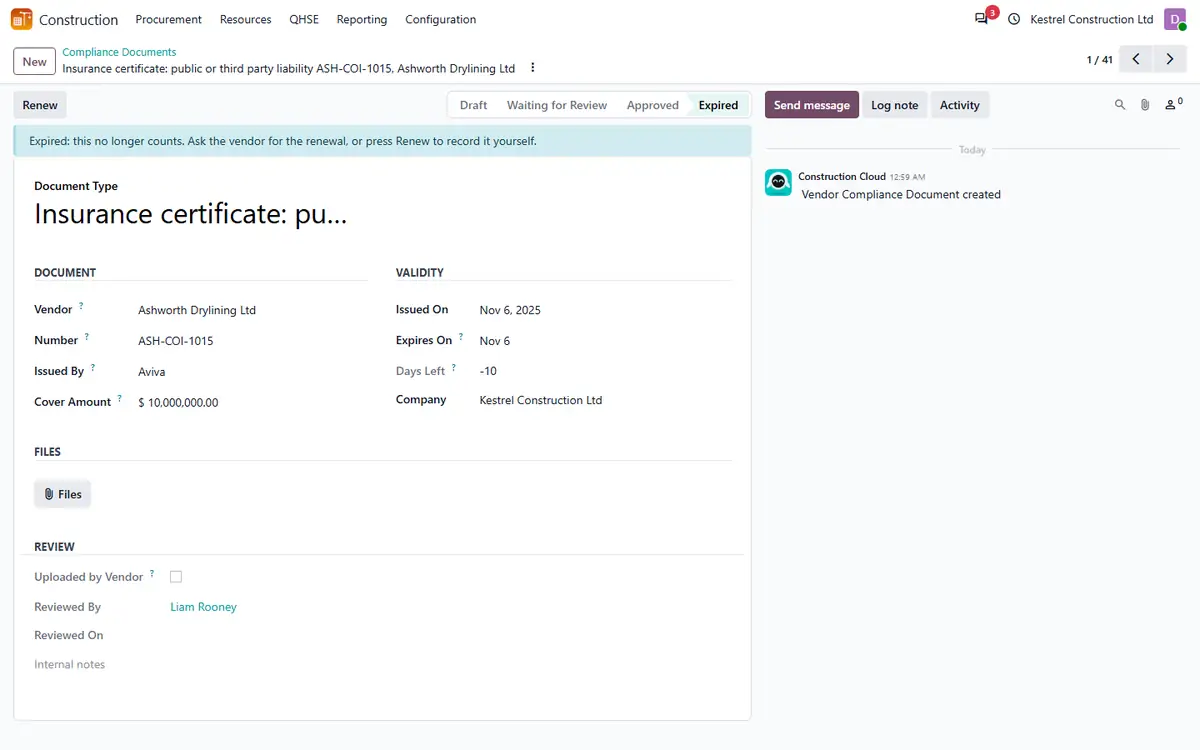 Construction Procurement Resources QHSE Reporting Configuration 3 Kestrel Construction Ltd D
New Compliance Documents
Insurance certificate: public or third party liability ASH-COI-1015, Ashworth Drylining Ltd 1 / 41
Renew Draft Waiting for Review Approved Expired Send message Log note Activity 0
Expired: this no longer counts. Ask the vendor for the renewal, or press Renew to record it yourself.
Today
Construction Cloud 12:59 AM
Vendor Compliance Document created
Document Type
Insurance certificate: pu...
DOCUMENT VALIDITY
Vendor ? Ashworth Drylining Ltd Issued On Nov 6, 2025
Number ? ASH-COI-1015 Expires On ? Nov 6
Issued By ? Aviva Days Left ? -10
Cover Amount ? $ 10,000,000.00 Company Kestrel Construction Ltd
FILES
Files
REVIEW
Uploaded by Vendor ?
Reviewed By Liam Rooney
Reviewed On
Internal notes